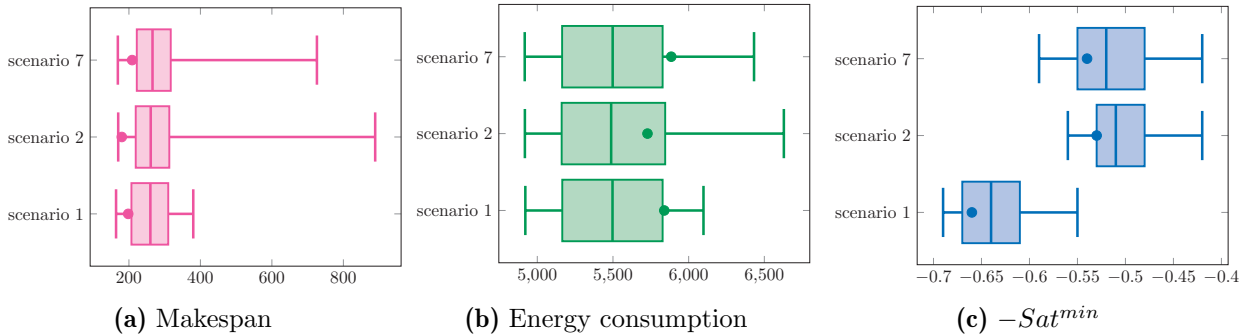 scenario 7
scenario 2
scenario 1
200 400 600 800
(a) Makespan
scenario 7
scenario 2
scenario 1
5,000 5,500 6,000 6,500
(b) Energy consumption
scenario 7
scenario 2
scenario 1
−0.7 −0.65 −0.6 −0.55 −0.5 −0.45 −0.4
(c) −Sat^{min}